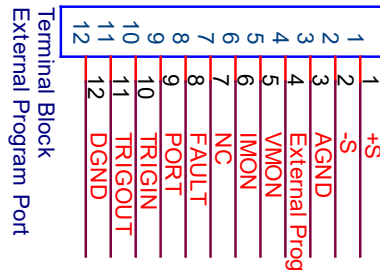 Terminal Block
External Program Port
1 1 +S
2 2 -S
3 3 AGND
4 4 External Prog
5 5 VMON
6 6 IMON
7 7 NC
8 8 FAULT
9 9 PORT
10 10 TRIGIN
11 11 TRIGOUT
12 12 DGND